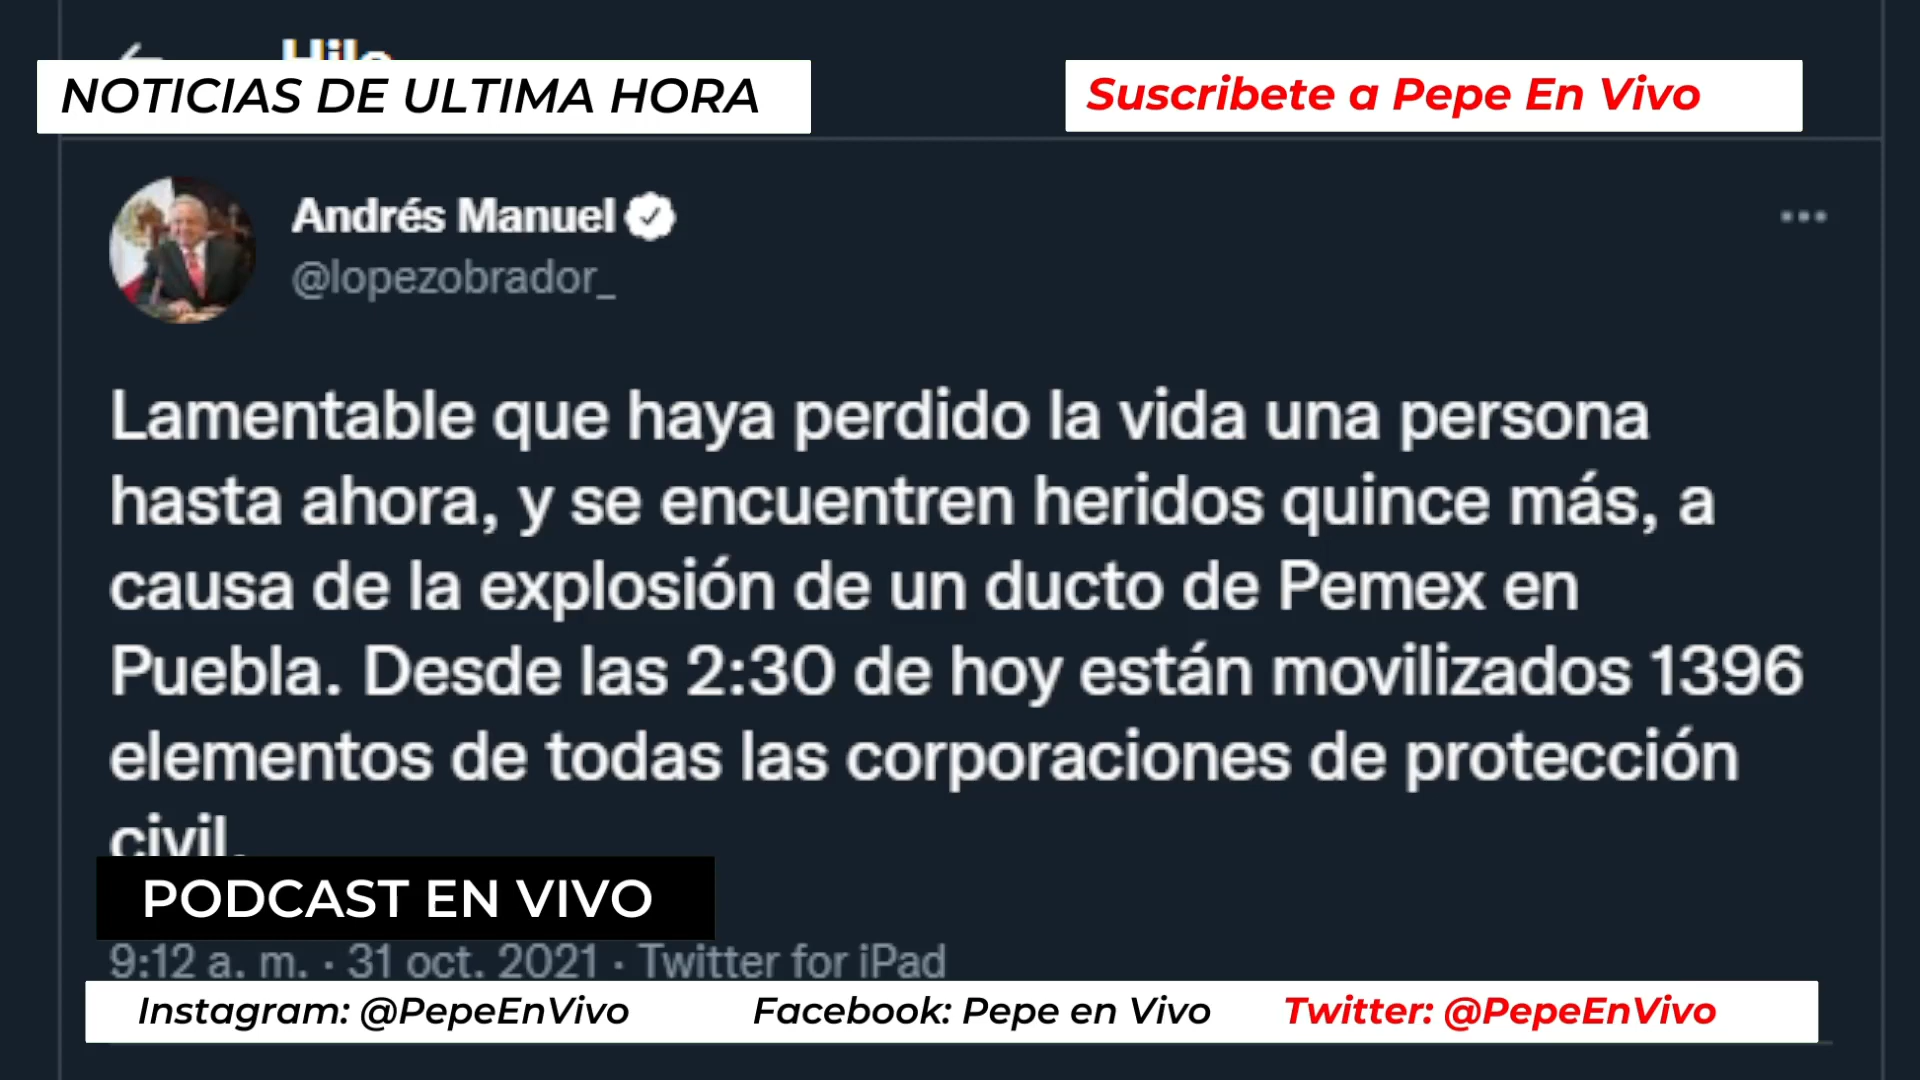 Hilo
NOTICIAS DE ULTIMA HORA
Suscribete a Pepe En Vivo
Andrés Manuel
@lopezobrador_
Lamentable que haya perdido la vida una persona
hasta ahora, y se encuentren heridos quince más, a
causa de la explosión de un ducto de Pemex en
Puebla. Desde las 2:30 de hoy están movilizados 1396
elementos de todas las corporaciones de protección
civil.
PODCAST EN VIVO
9:12 a. m. · 31 oct. 2021 · Twitter for iPad
Instagram: @PepeEnVivo
Facebook: Pepe en Vivo
Twitter: @PepeEnVivo